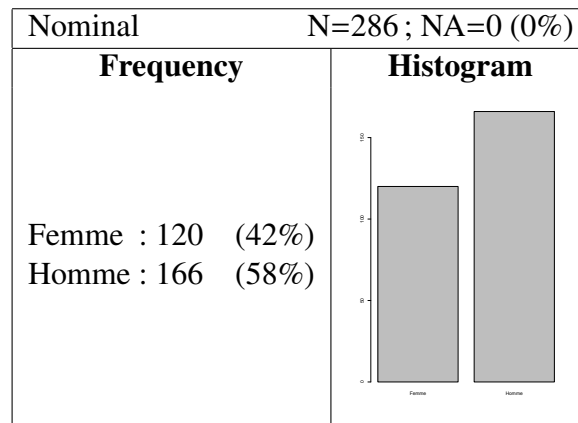 Nominal N=286 ; NA=0 (0%)
Frequency Histogram
Femme : 120 (42%)
Homme : 166 (58%)
150
100
50
0
Femme Homme